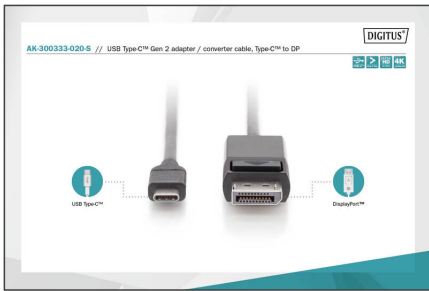 DIGITUS®
AK-300333-020-S // USB Type-C™ Gen 2 adapter / converter cable, Type-C™ to DP
4K
USB Type-C™
DisplayPort™